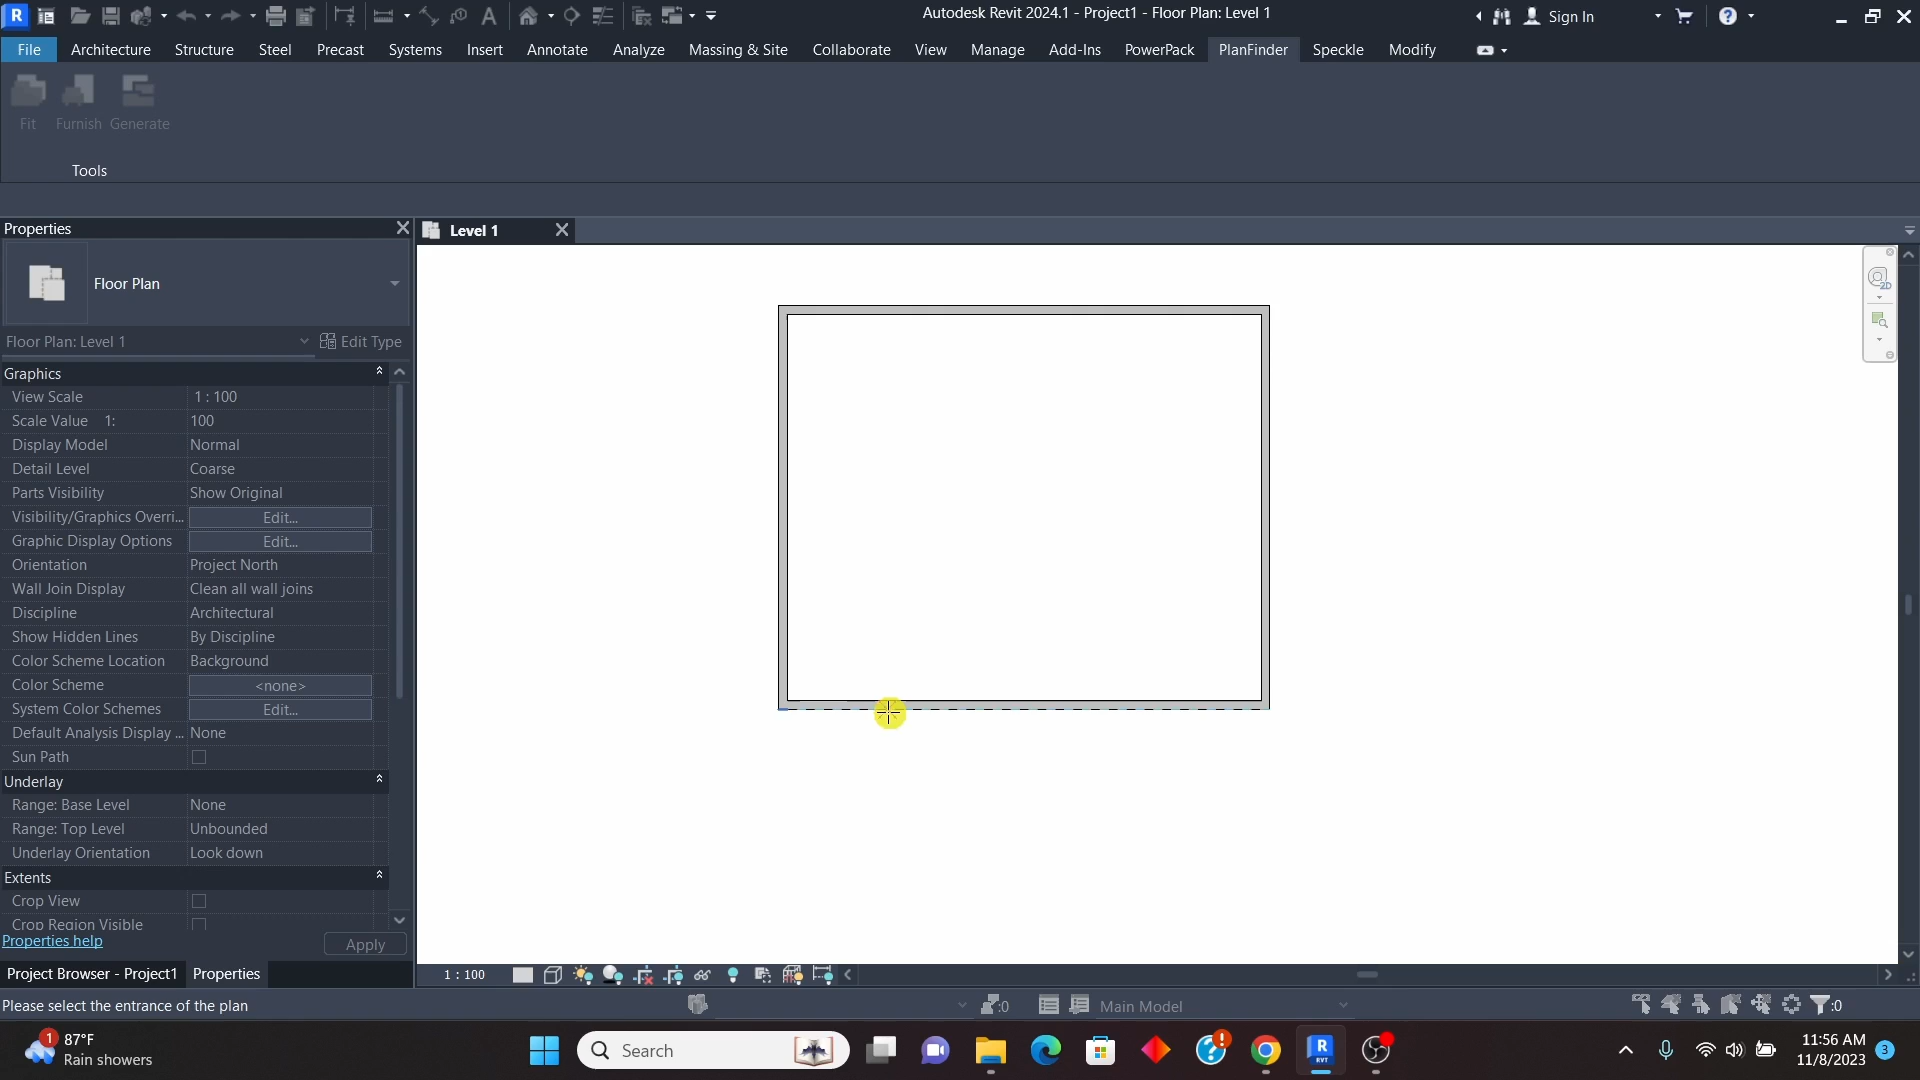 Autodesk Revit 2024.1 - Project1 - Floor Plan: Level 1
Sign In
File Architecture Structure Steel Precast Systems Insert Annotate Analyze Massing & Site Collaborate View Manage Add-Ins PowerPack PlanFinder Speckle Modify
Fit Furnish Generate
Tools
Properties
Level 1
Floor Plan
Floor Plan: Level 1
Edit Type
Graphics
View Scale 1 : 100
Scale Value 1: 100
Display Model Normal
Detail Level Coarse
Parts Visibility Show Original
Visibility/Graphics Overri... Edit...
Graphic Display Options Edit...
Orientation Project North
Wall Join Display Clean all wall joins
Discipline Architectural
Show Hidden Lines By Discipline
Color Scheme Location Background
Color Scheme <none>
System Color Schemes Edit...
Default Analysis Display ... None
Sun Path
Underlay
Range: Base Level None
Range: Top Level Unbounded
Underlay Orientation Look down
Extents
Crop View
Crop Region Visible
Properties help
Apply
Project Browser - Project1 Properties
1 : 100
Please select the entrance of the plan
:0
Main Model
:0
1
87°F
Rain showers
Search
R
RVT
11:56 AM
11/8/2023
3
2D